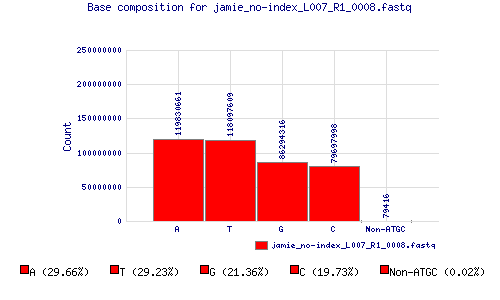 Base composition for jamie_no-index_L007_R1_0008.fastq
250000000
200000000
150000000
100000000
50000000
0
Count
119830661
118097609
86294316
79697998
79416
A T G C Non-ATGC
jamie_no-index_L007_R1_0008.fastq
A (29.66%) T (29.23%) G (21.36%) C (19.73%) Non-ATGC (0.02%)